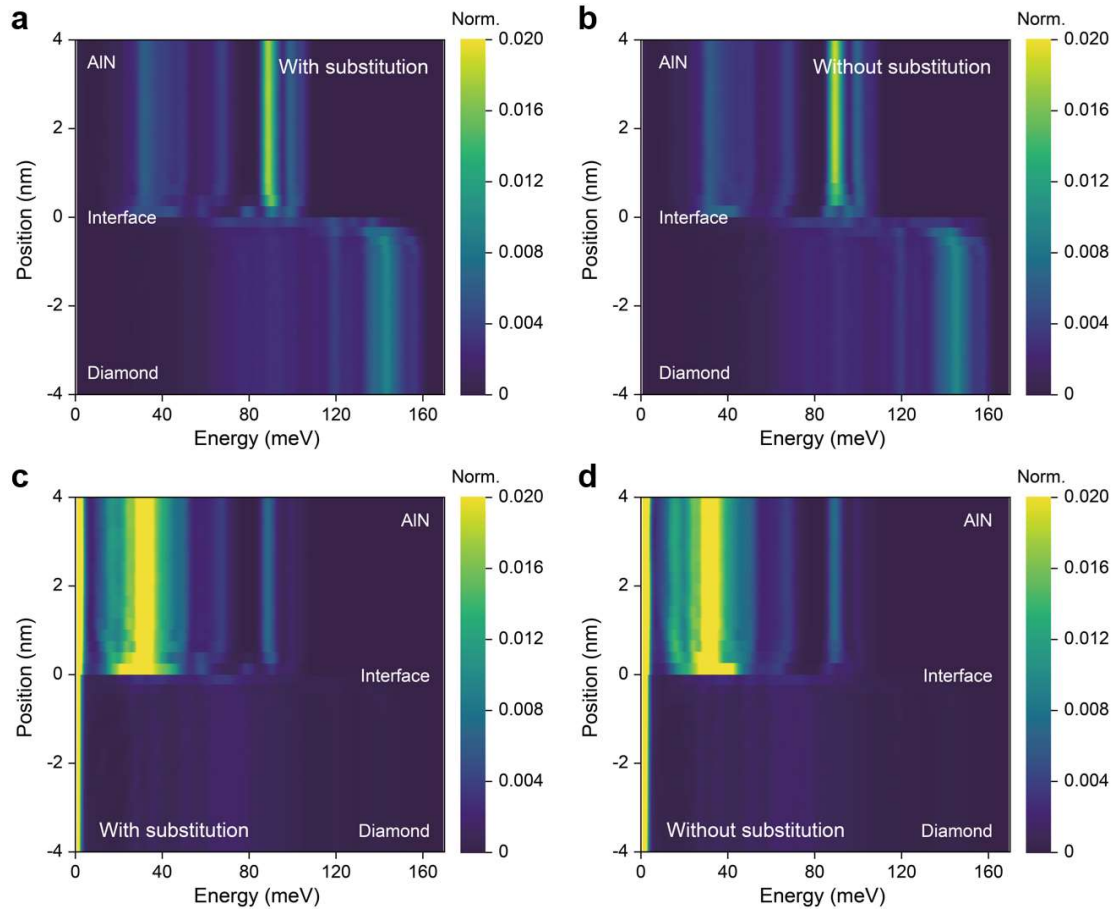 a
Norm.
4
AlN
With substitution
2
Interface
0
-2
Diamond
-4
Position (nm)
0
40
80
120
160
Energy (meV)
0.020
0.016
0.012
0.008
0.004
0
b
Norm.
4
AlN
Without substitution
2
Interface
0
-2
Diamond
-4
Position (nm)
0
40
80
120
160
Energy (meV)
0.020
0.016
0.012
0.008
0.004
0
c
Norm.
4
AlN
2
Interface
0
-2
With substitution
Diamond
-4
Position (nm)
0
40
80
120
160
Energy (meV)
0.020
0.016
0.012
0.008
0.004
0
d
Norm.
4
AlN
2
Interface
0
-2
Without substitution
Diamond
-4
Position (nm)
0
40
80
120
160
Energy (meV)
0.020
0.016
0.012
0.008
0.004
0